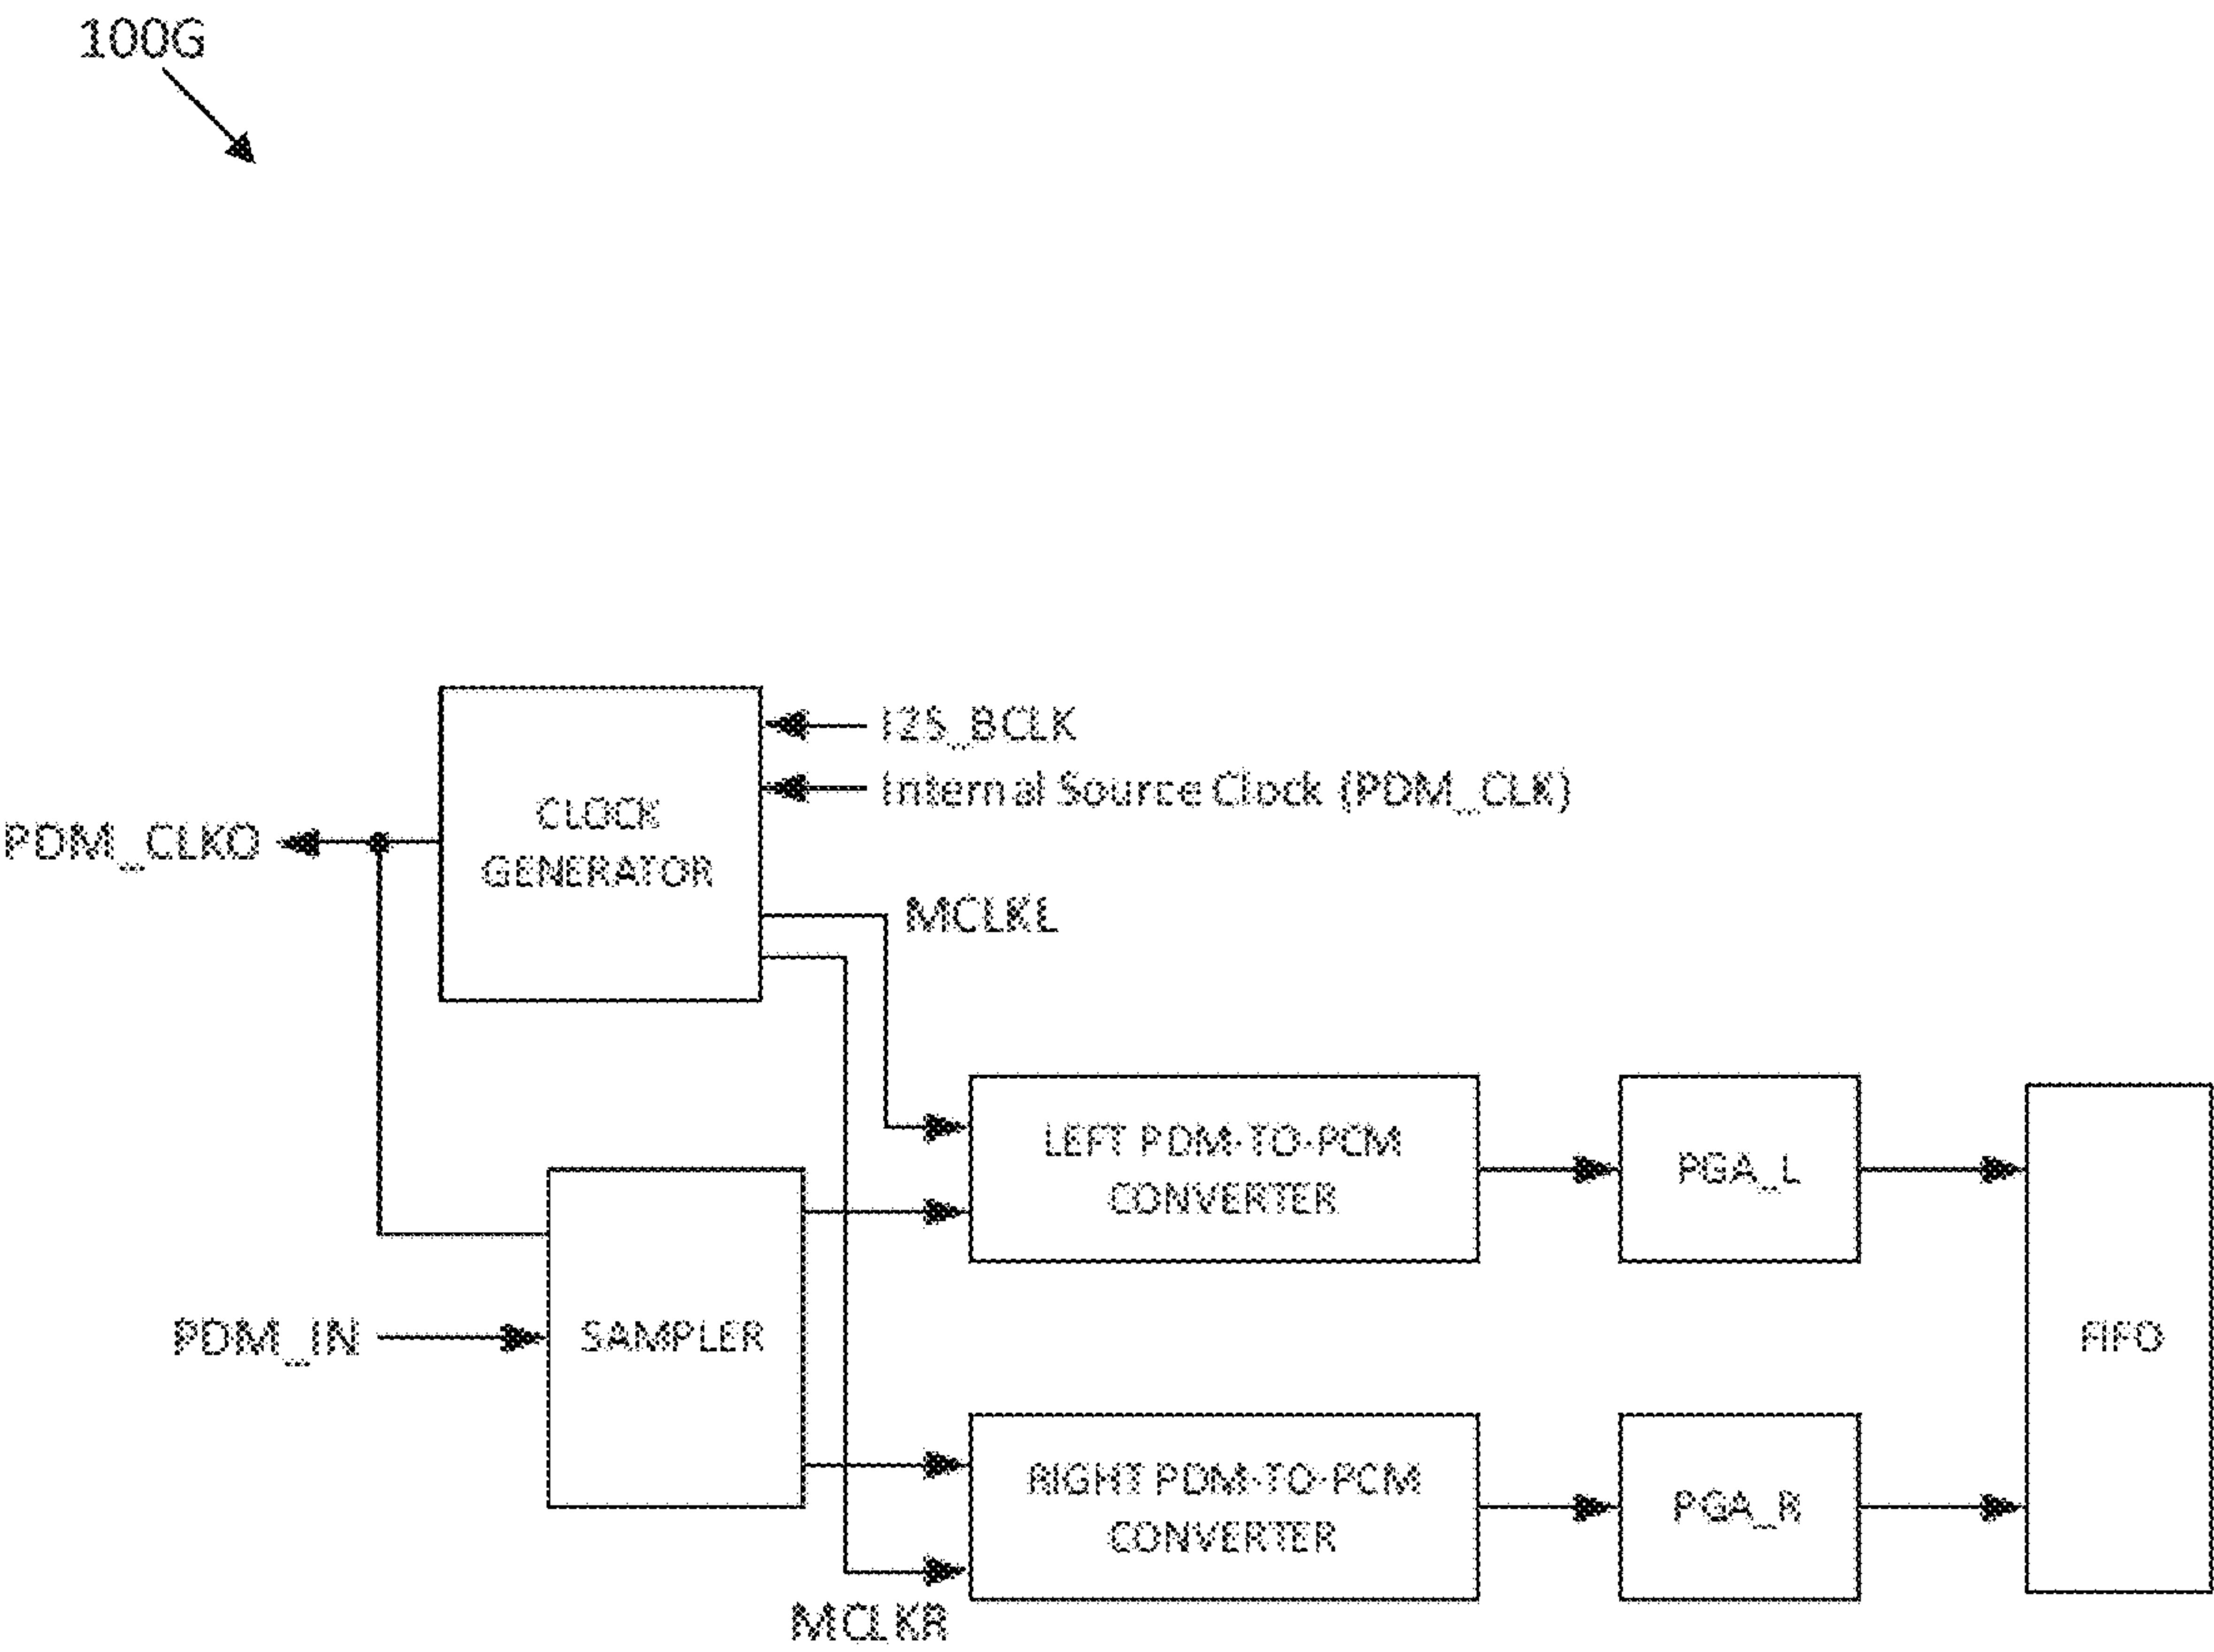 100G
I2S_BCLK
Internal Source Clock (PDM_CLK)
CLOCK
GENERATOR
PDM_CLKO
MCLKL
LEFT PDM-TO-PCM
CONVERTER
PGA_L
SAMPLER
PDM_IN
FIFO
RIGHT PDM-TO-PCM
CONVERTER
PGA_R
MCLKR